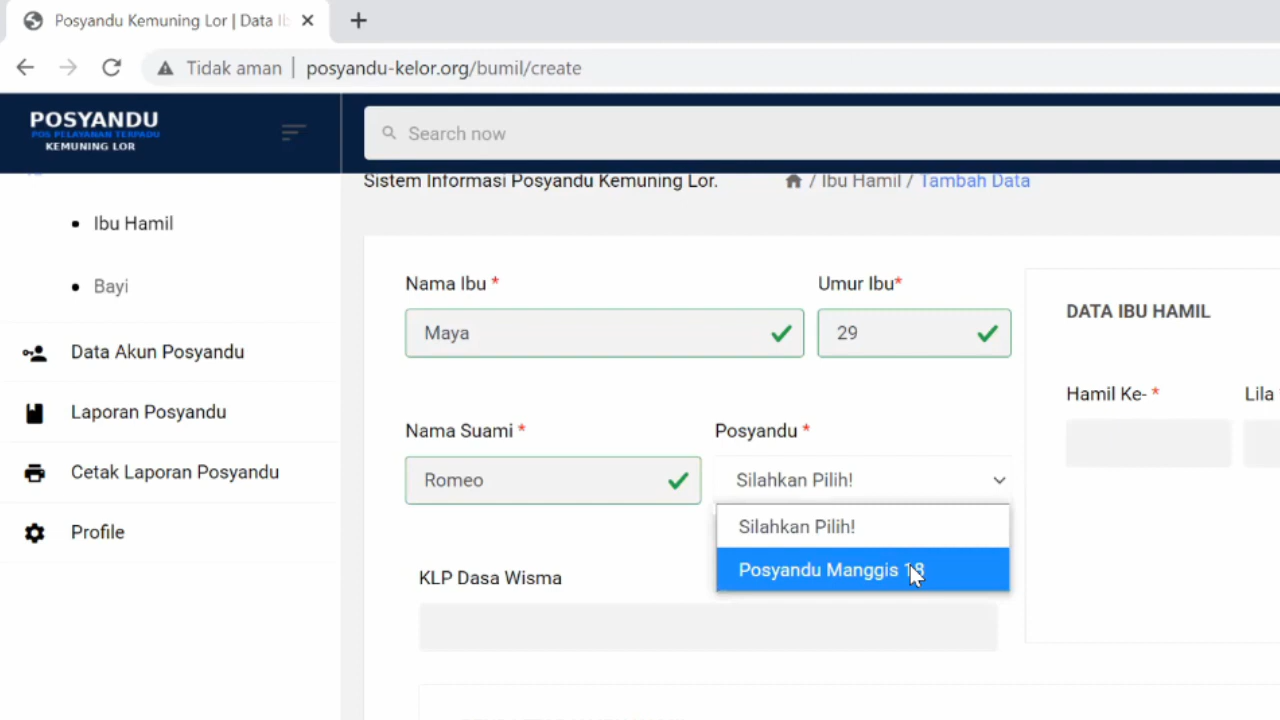 Posyandu Kemuning Lor | Data Ib
Tidak aman | posyandu-kelor.org/bumil/create
POSYANDU
POS PELAYANAN TERPADU
KEMUNING LOR
Search now
Sistem Informasi Posyandu Kemuning Lor.
/ Ibu Hamil / Tambah Data
Ibu Hamil
Bayi
Data Akun Posyandu
Laporan Posyandu
Cetak Laporan Posyandu
Profile
Nama Ibu *
Umur Ibu*
Maya
29
Nama Suami *
Posyandu *
Romeo
Silahkan Pilih!
Silahkan Pilih!
Posyandu Manggis 18
KLP Dasa Wisma
DATA IBU HAMIL
Hamil Ke- *
Lila